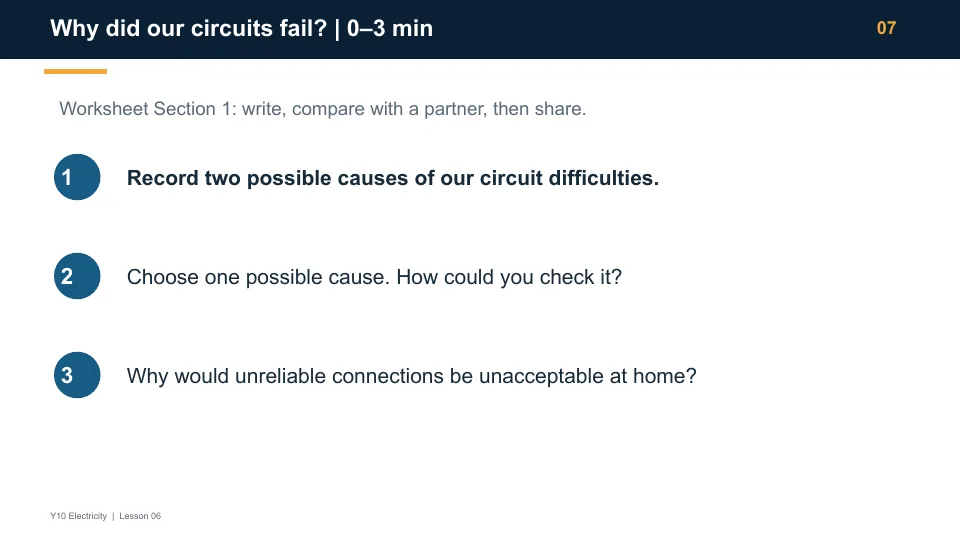 Why did our circuits fail? | 0–3 min
07
Worksheet Section 1: write, compare with a partner, then share.
1
Record two possible causes of our circuit difficulties.
2
Choose one possible cause. How could you check it?
3
Why would unreliable connections be unacceptable at home?
Y10 Electricity | Lesson 06